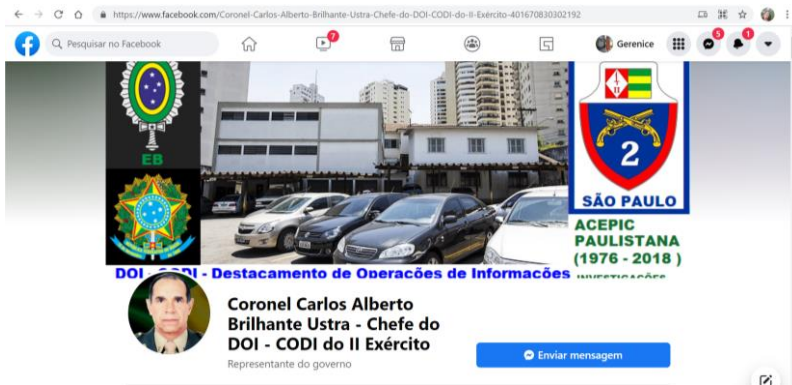 https://www.facebook.com/Coronel-Carlos-Alberto-Brilhante-Ustra-Chefe-do-DOI-CODI-do-II-Exército-401670830302192
Pesquisar no Facebook
7
Gerenice
5
1
EB
2
SÃO PAULO
ACEPIC
PAULISTANA
(1976 - 2018 )
INVESTIGAÇÕES
DOI - CODI - Destacamento de Operações de Informações
Coronel Carlos Alberto
Brilhante Ustra - Chefe do
DOI - CODI do II Exército
Representante do governo
Enviar mensagem